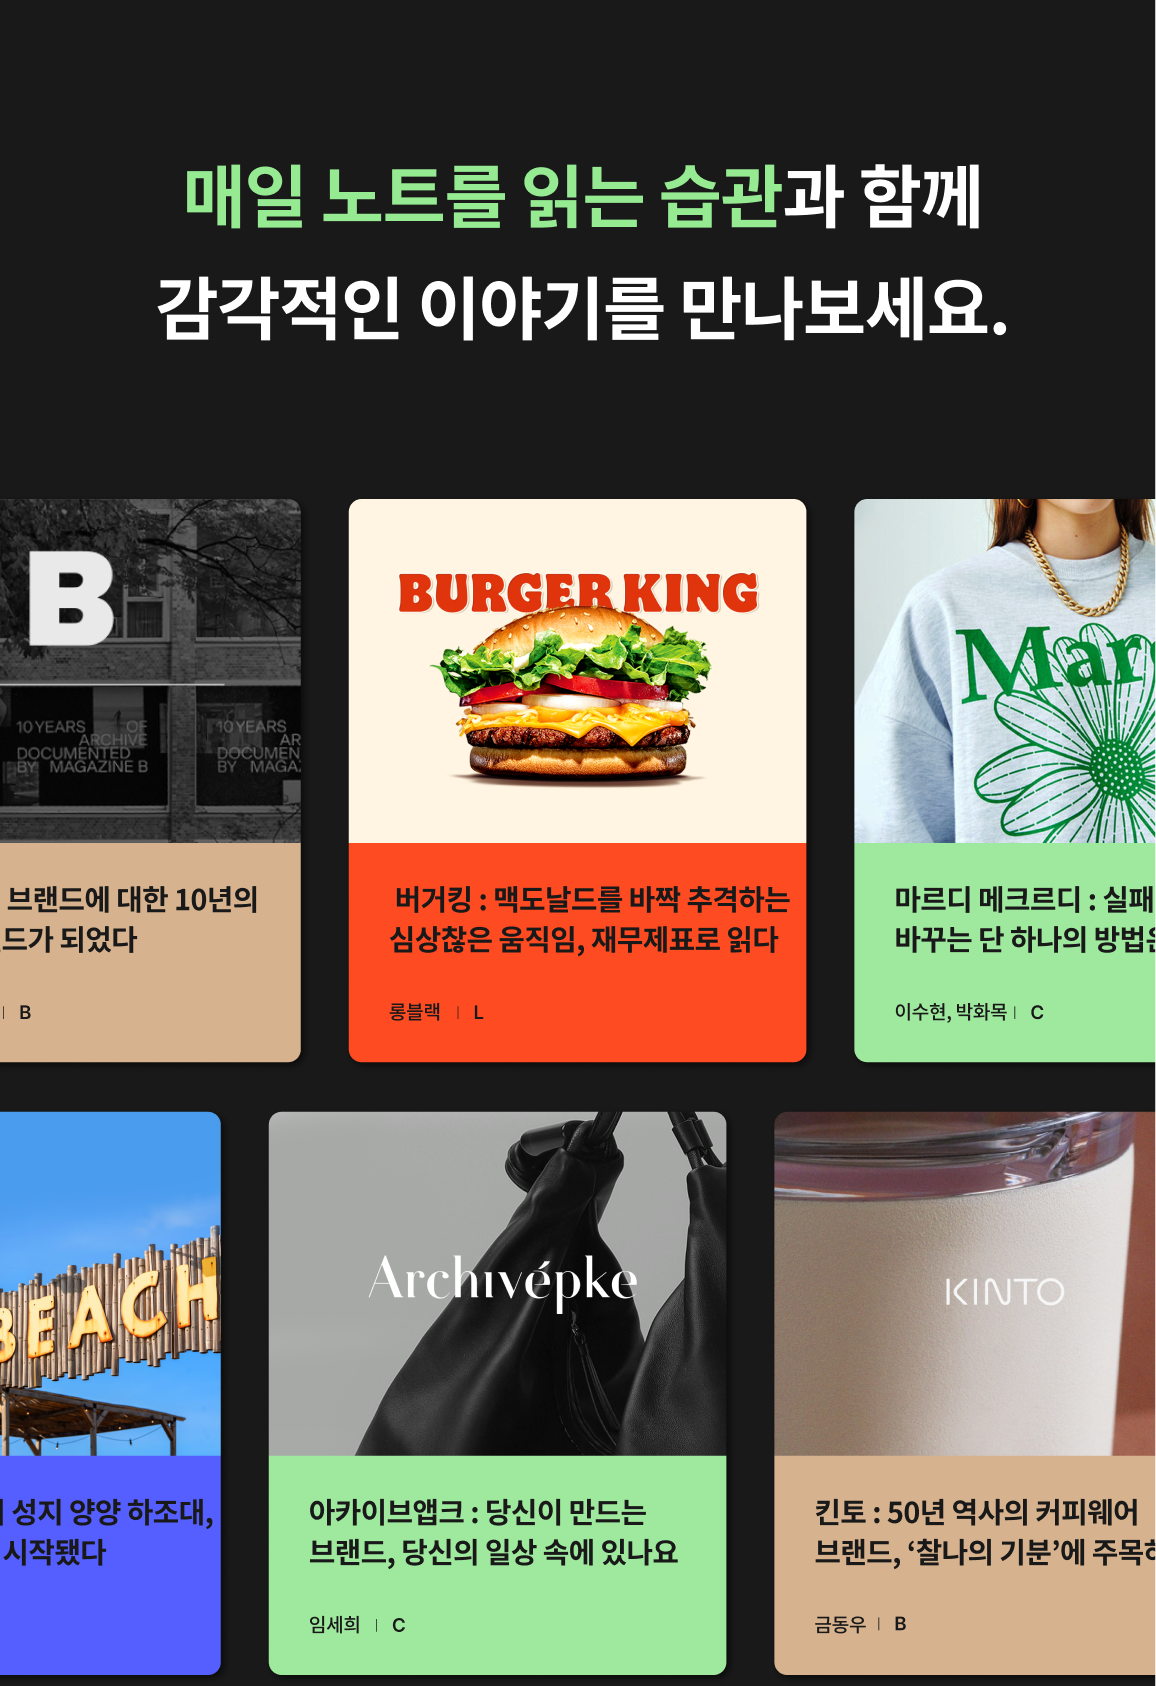 매일 노트를 읽는 습관과 함께
감각적인 이야기를 만나보세요.
B
10 YEARS OF
ARCHIVE
DOCUMENTED
BY MAGAZINE B
10 YEARS
AR
DOCUMEN
BY MAGAZ
브랜드에 대한 10년의
드가 되었다
| B
BURGER KING
버거킹 : 맥도날드를 바짝 추격하는
심상찮은 움직임, 재무제표로 읽다
롱블랙 | L
Mar
마르디 메크르디 : 실패
바꾸는 단 하나의 방법은
이수현, 박화목 | C
BEACH
성지 양양 하조대,
시작됐다
Archivépke
아카이브앱크 : 당신이 만드는
브랜드, 당신의 일상 속에 있나요
임세희 | C
KINTO
킨토 : 50년 역사의 커피웨어
브랜드, ‘찰나의 기분’에 주목하
금동우 | B